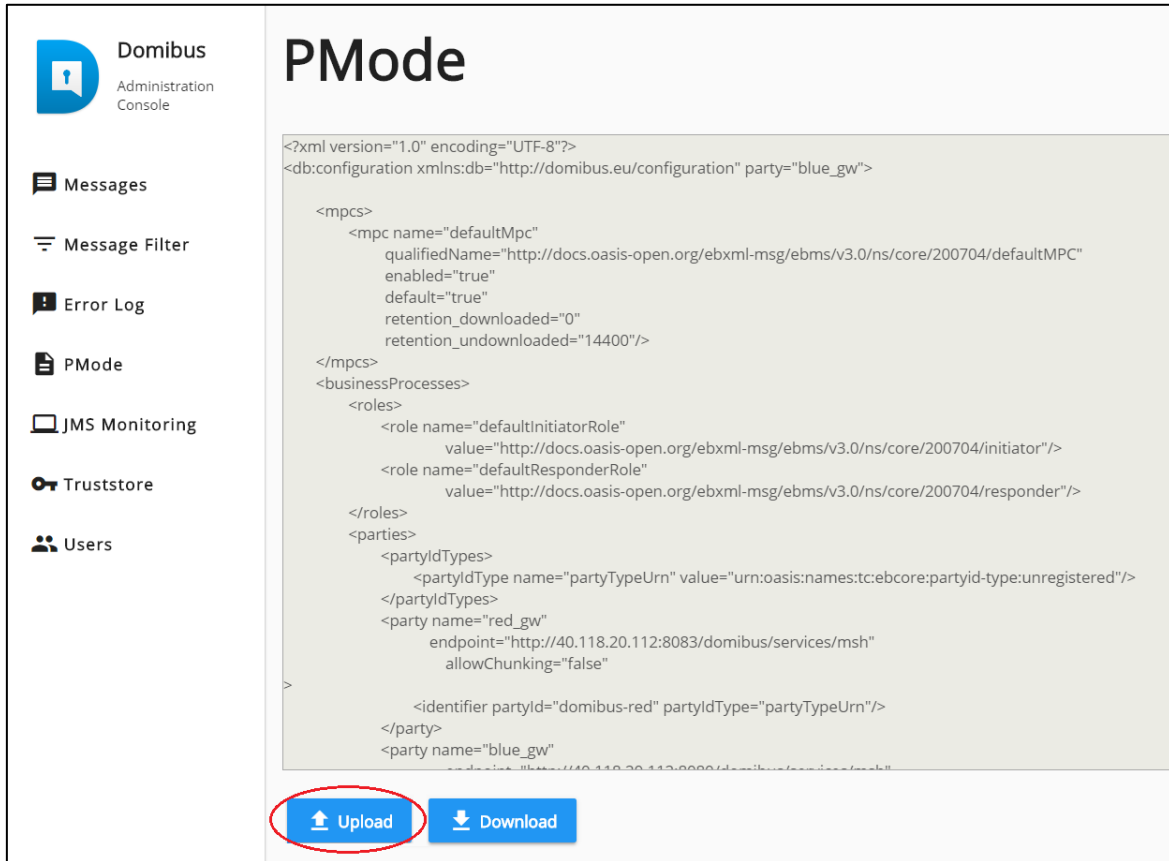 Domibus
Administration
Console
Messages
Message Filter
Error Log
PMode
JMS Monitoring
Truststore
Users
PMode
<?xml version="1.0" encoding="UTF-8"?>
<db:configuration xmlns:db="http://domibus.eu/configuration" party="blue_gw">
<mpcs>
<mpc name="defaultMpc"
qualifiedName="http://docs.oasis-open.org/ebxml-msg/ebms/v3.0/ns/core/200704/defaultMPC"
enabled="true"
default="true"
retention_downloaded="0"
retention_undownloaded="14400"/>
</mpcs>
<businessProcesses>
<roles>
<role name="defaultInitiatorRole"
value="http://docs.oasis-open.org/ebxml-msg/ebms/v3.0/ns/core/200704/initiator"/>
<role name="defaultResponderRole"
value="http://docs.oasis-open.org/ebxml-msg/ebms/v3.0/ns/core/200704/responder"/>
</roles>
<parties>
<partyIdTypes>
<partyIdType name="partyTypeUrn" value="urn:oasis:names:tc:ebcore:partyid-type:unregistered"/>
</partyIdTypes>
<party name="red_gw"
endpoint="http://40.118.20.112:8083/domibus/services/msh"
allowChunking="false"
>
<identifier partyId="domibus-red" partyIdType="partyTypeUrn"/>
</party>
<party name="blue_gw"
Upload
Download